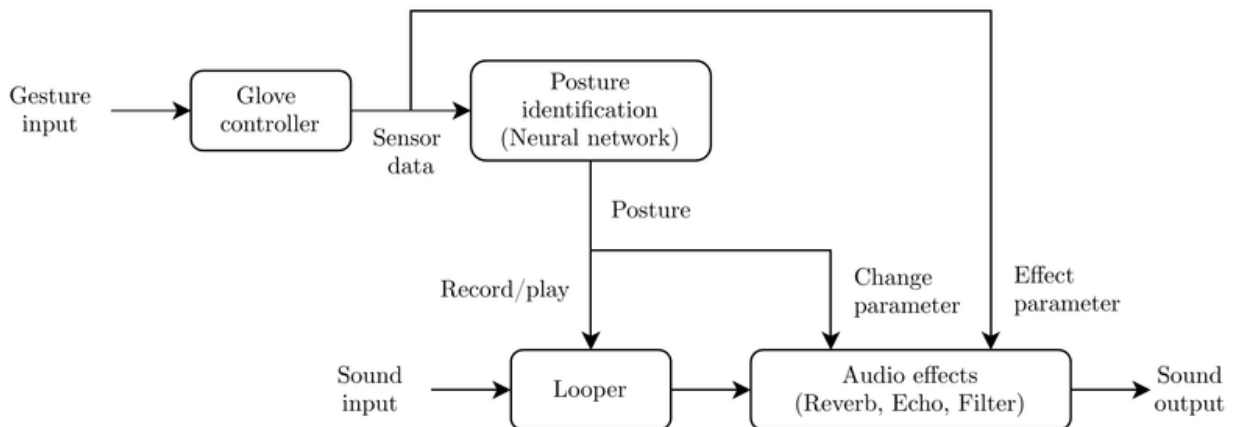 Gesture
input
Glove
controller
Sensor
data
Posture
identification
(Neural network)
Posture
Record/play
Change
parameter
Effect
parameter
Sound
input
Looper
Audio effects
(Reverb, Echo, Filter)
Sound
output